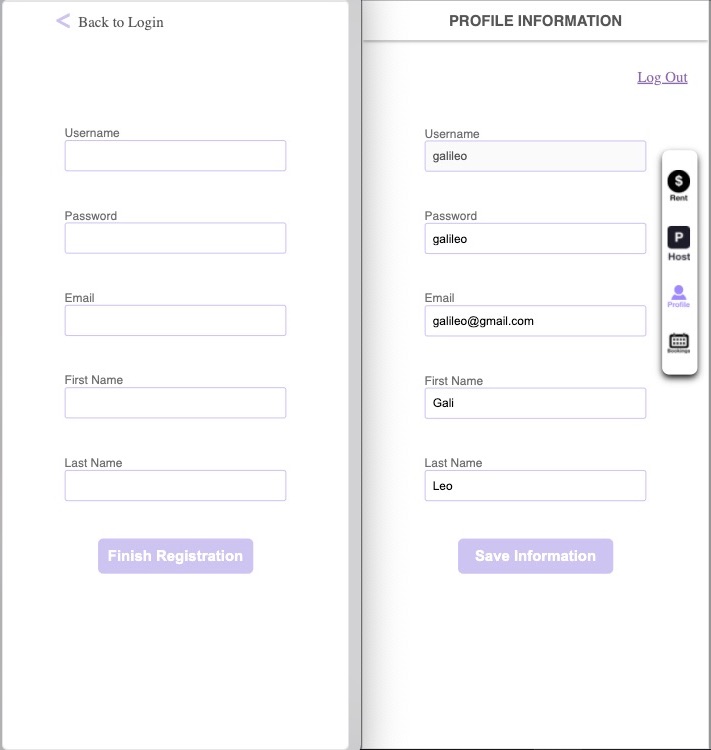 Back to Login
Username
Password
Email
First Name
Last Name
Finish Registration
PROFILE INFORMATION
Log Out
Username
galileo
Password
galileo
Email
galileo@gmail.com
First Name
Gali
Last Name
Leo
Save Information
$
Rent
P
Host
Profile
Bookings